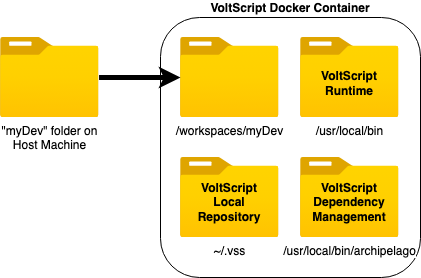 VoltScript Docker Container
"myDev" folder on
Host Machine
/workspaces/myDev
VoltScript
Runtime
/usr/local/bin
VoltScript
Local
Repository
~/.vss
VoltScript
Dependency
Management
/usr/local/bin/archipelago